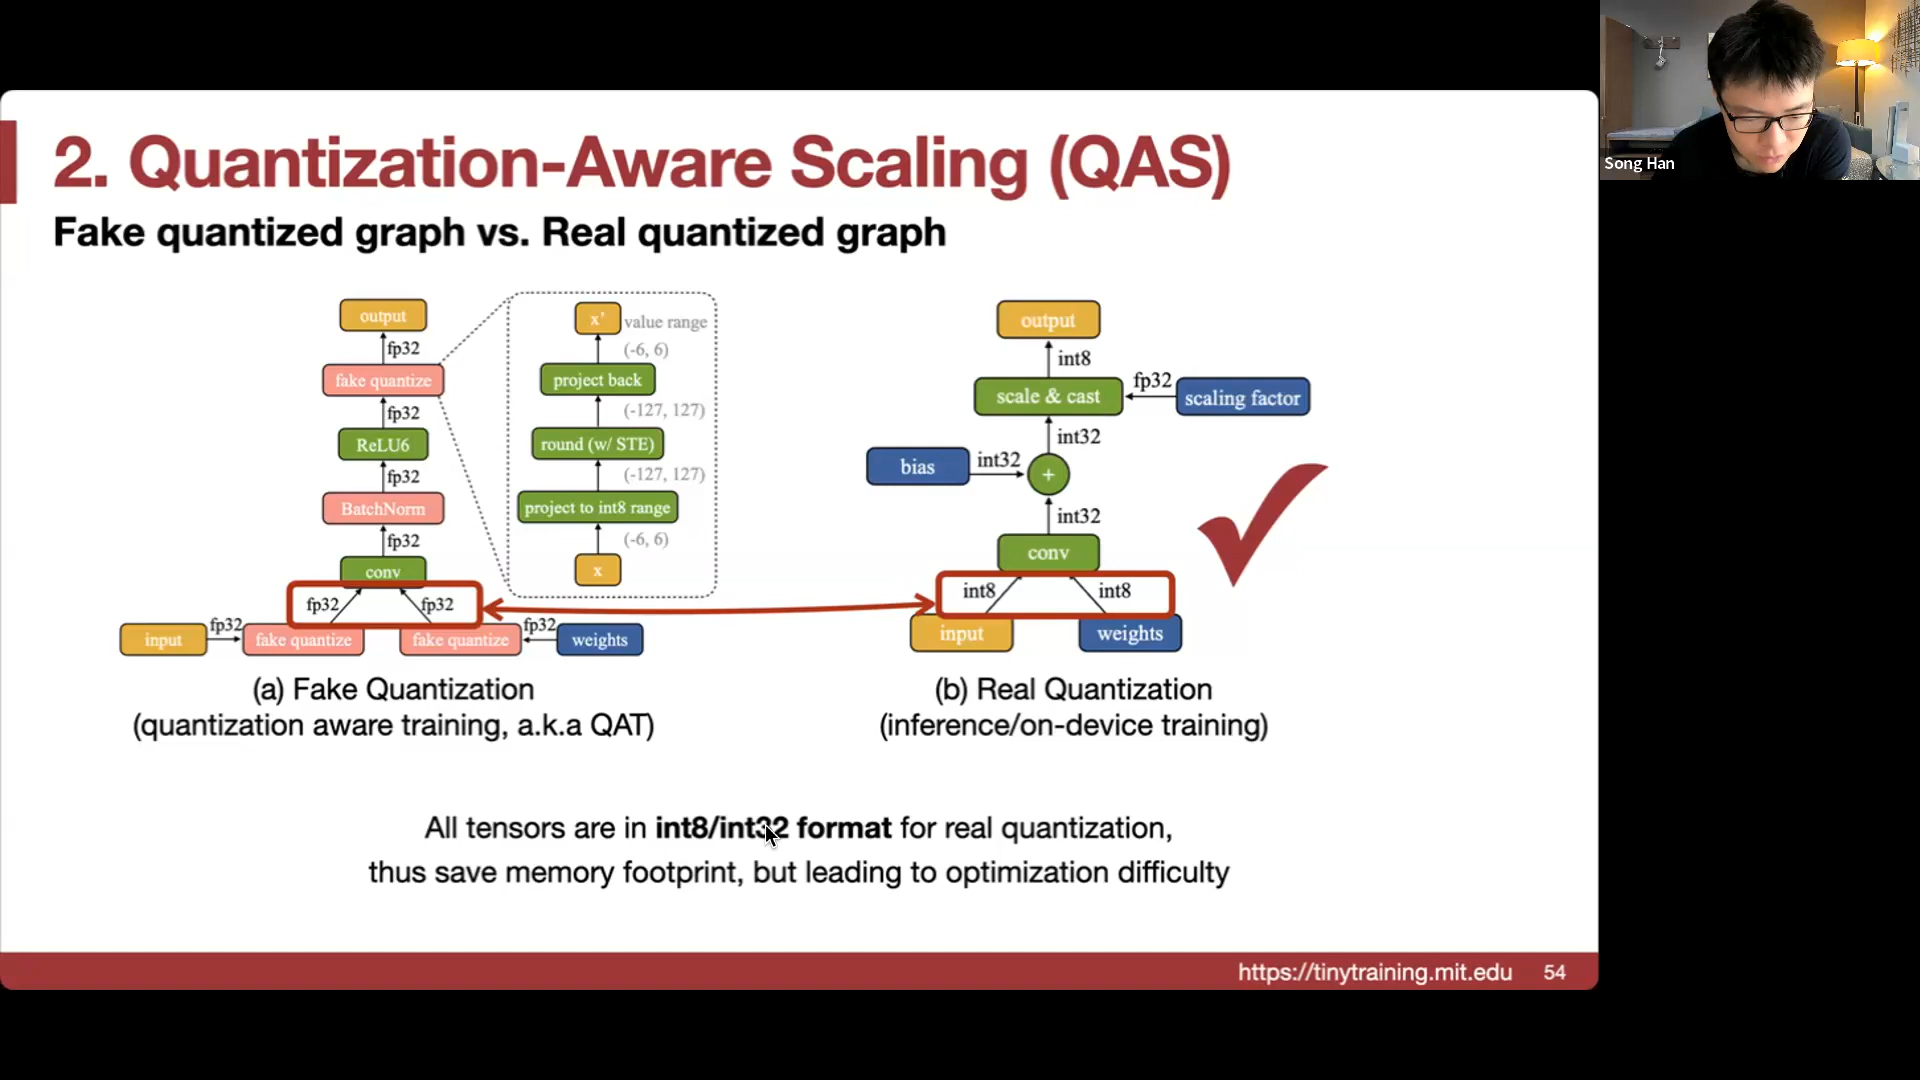 Song Han
2. Quantization-Aware Scaling (QAS)
Fake quantized graph vs. Real quantized graph
output
fp32
fake quantize
fp32
ReLU6
fp32
BatchNorm
fp32
conv
fp32
fp32
input
fp32
fake quantize
fake quantize
fp32
weights
x'
value range
(-6, 6)
project back
(-127, 127)
round (w/ STE)
(-127, 127)
project to int8 range
(-6, 6)
x
(a) Fake Quantization
(quantization aware training, a.k.a QAT)
output
int8
scale & cast
fp32
scaling factor
int32
bias
int32
+
int32
conv
int8
int8
input
weights
(b) Real Quantization
(inference/on-device training)
All tensors are in int8/int32 format for real quantization,
thus save memory footprint, but leading to optimization difficulty
https://tinytraining.mit.edu
54